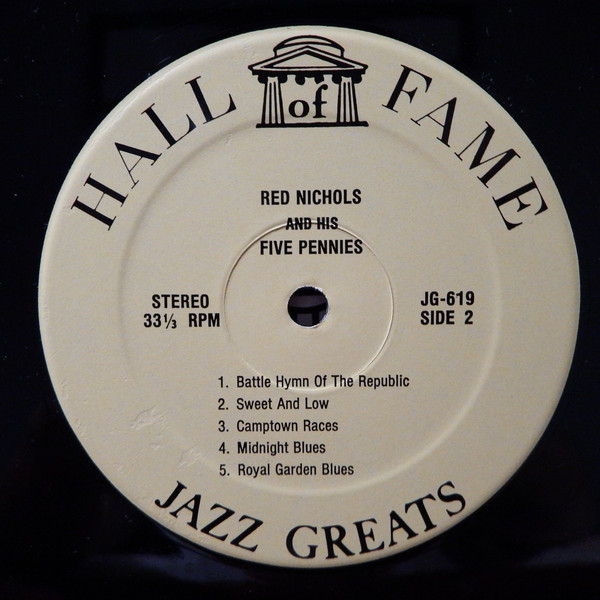 HALL of FAME
RED NICHOLS
AND HIS
FIVE PENNIES
STEREO
33⅓ RPM
JG-619
SIDE 2
1. Battle Hymn Of The Republic
2. Sweet And Low
3. Camptown Races
4. Midnight Blues
5. Royal Garden Blues
JAZZ GREATS